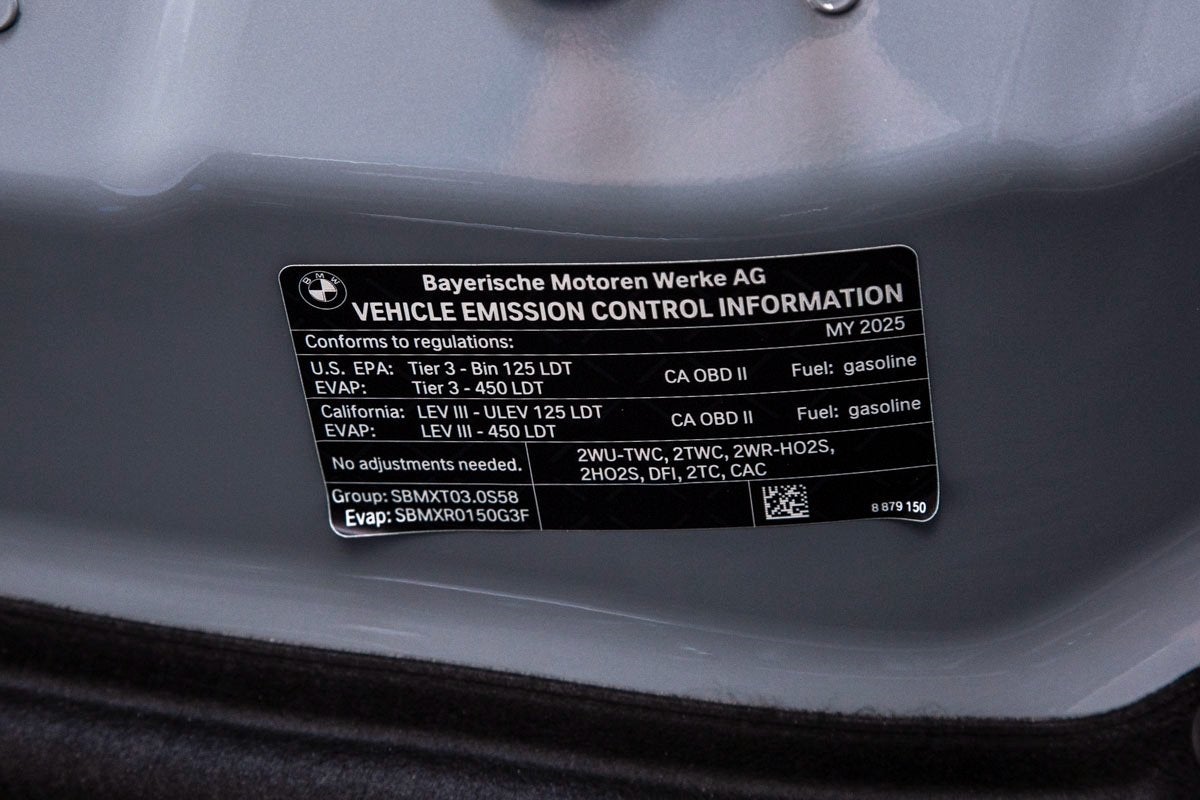 BMW
Bayerische Motoren Werke AG
VEHICLE EMISSION CONTROL INFORMATION
MY 2025
Conforms to regulations:
U.S. EPA: Tier 3 - Bin 125 LDT CA OBD II Fuel: gasoline
EVAP: Tier 3 - 450 LDT
California: LEV III - ULEV 125 LDT CA OBD II Fuel: gasoline
EVAP: LEV III - 450 LDT
No adjustments needed.
2WU-TWC, 2TWC, 2WR-HO2S,
2HO2S, DFI, 2TC, CAC
Group: SBMXT03.0S58
Evap: SBMXR0150G3F
8 879 150